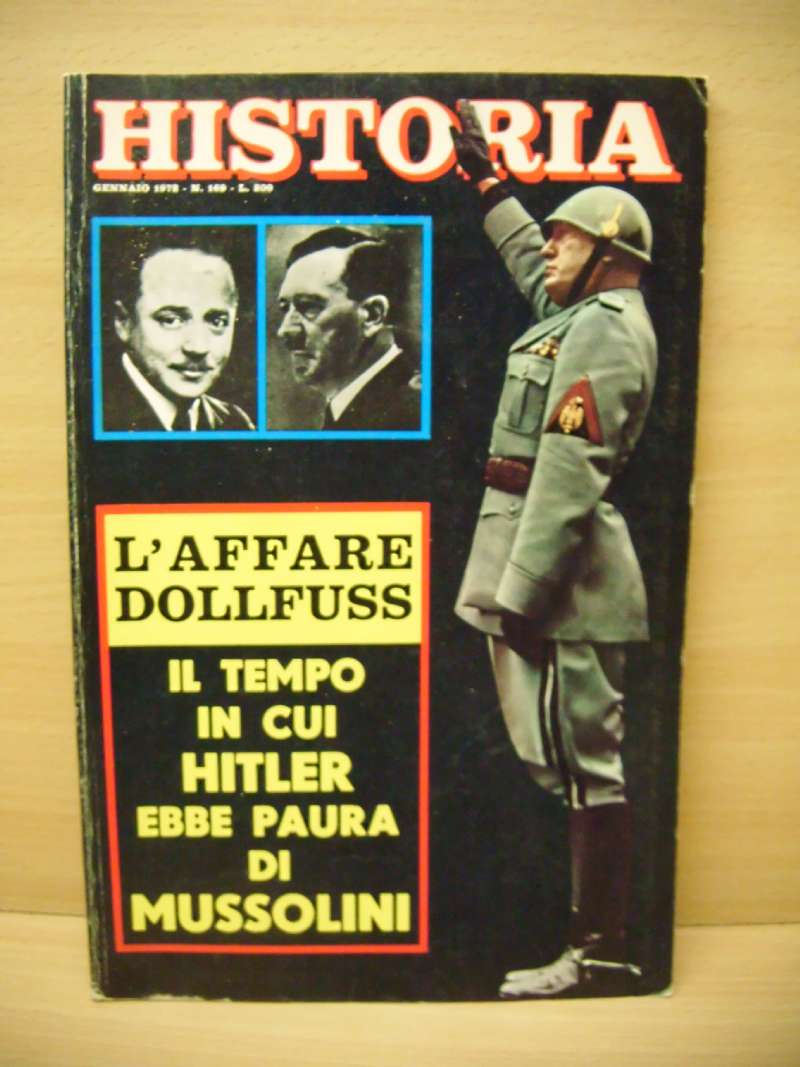 HISTORIA
GENNAIO 1972 - N. 169 - L. 500
L'AFFARE
DOLLFUSS
IL TEMPO
IN CUI
HITLER
EBBE PAURA
DI
MUSSOLINI